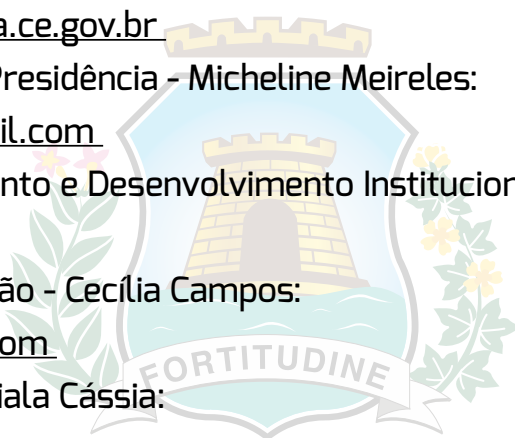 a.ce.gov.br
Presidência - Micheline Meireles:
il.com
nto e Desenvolvimento Institucion
ão - Cecília Campos:
om
iala Cássia:
FORTITUDINE